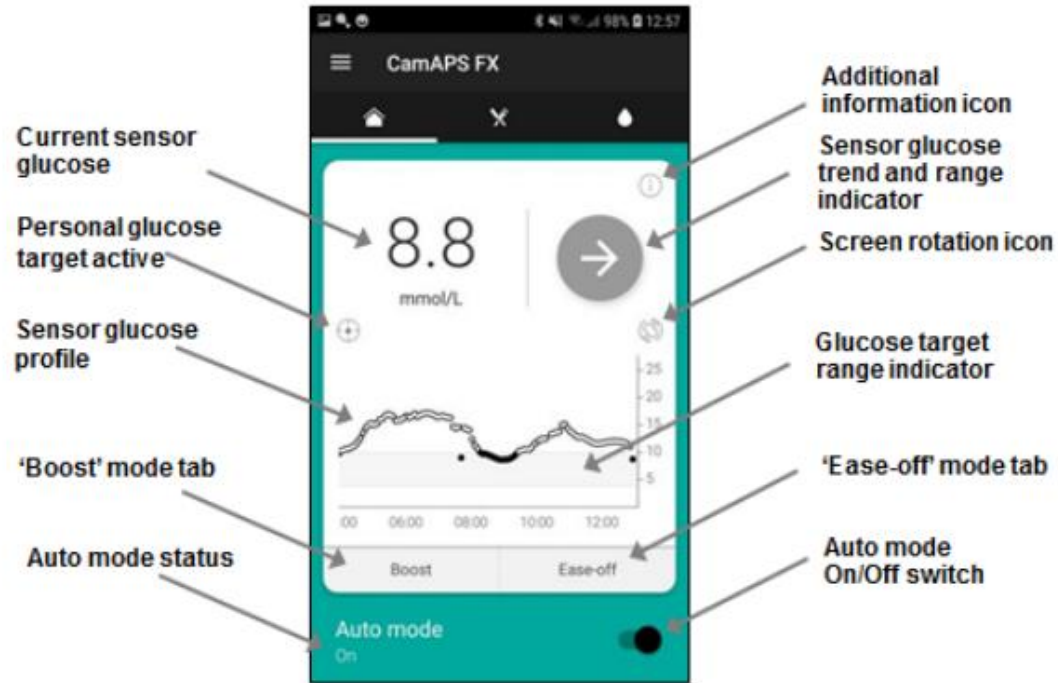 98% 12:57
CamAPS FX
Additional
information icon
Current sensor
glucose
Sensor glucose
trend and range
indicator
Personal glucose
target active
8.8
mmol/L
Screen rotation icon
Sensor glucose
profile
Glucose target
range indicator
25
20
15
10
5
'Boost' mode tab
'Ease-off' mode tab
:00 06:00 08:00 10:00 12:00
Boost Ease-off
Auto mode status
Auto mode
On/Off switch
Auto mode
On